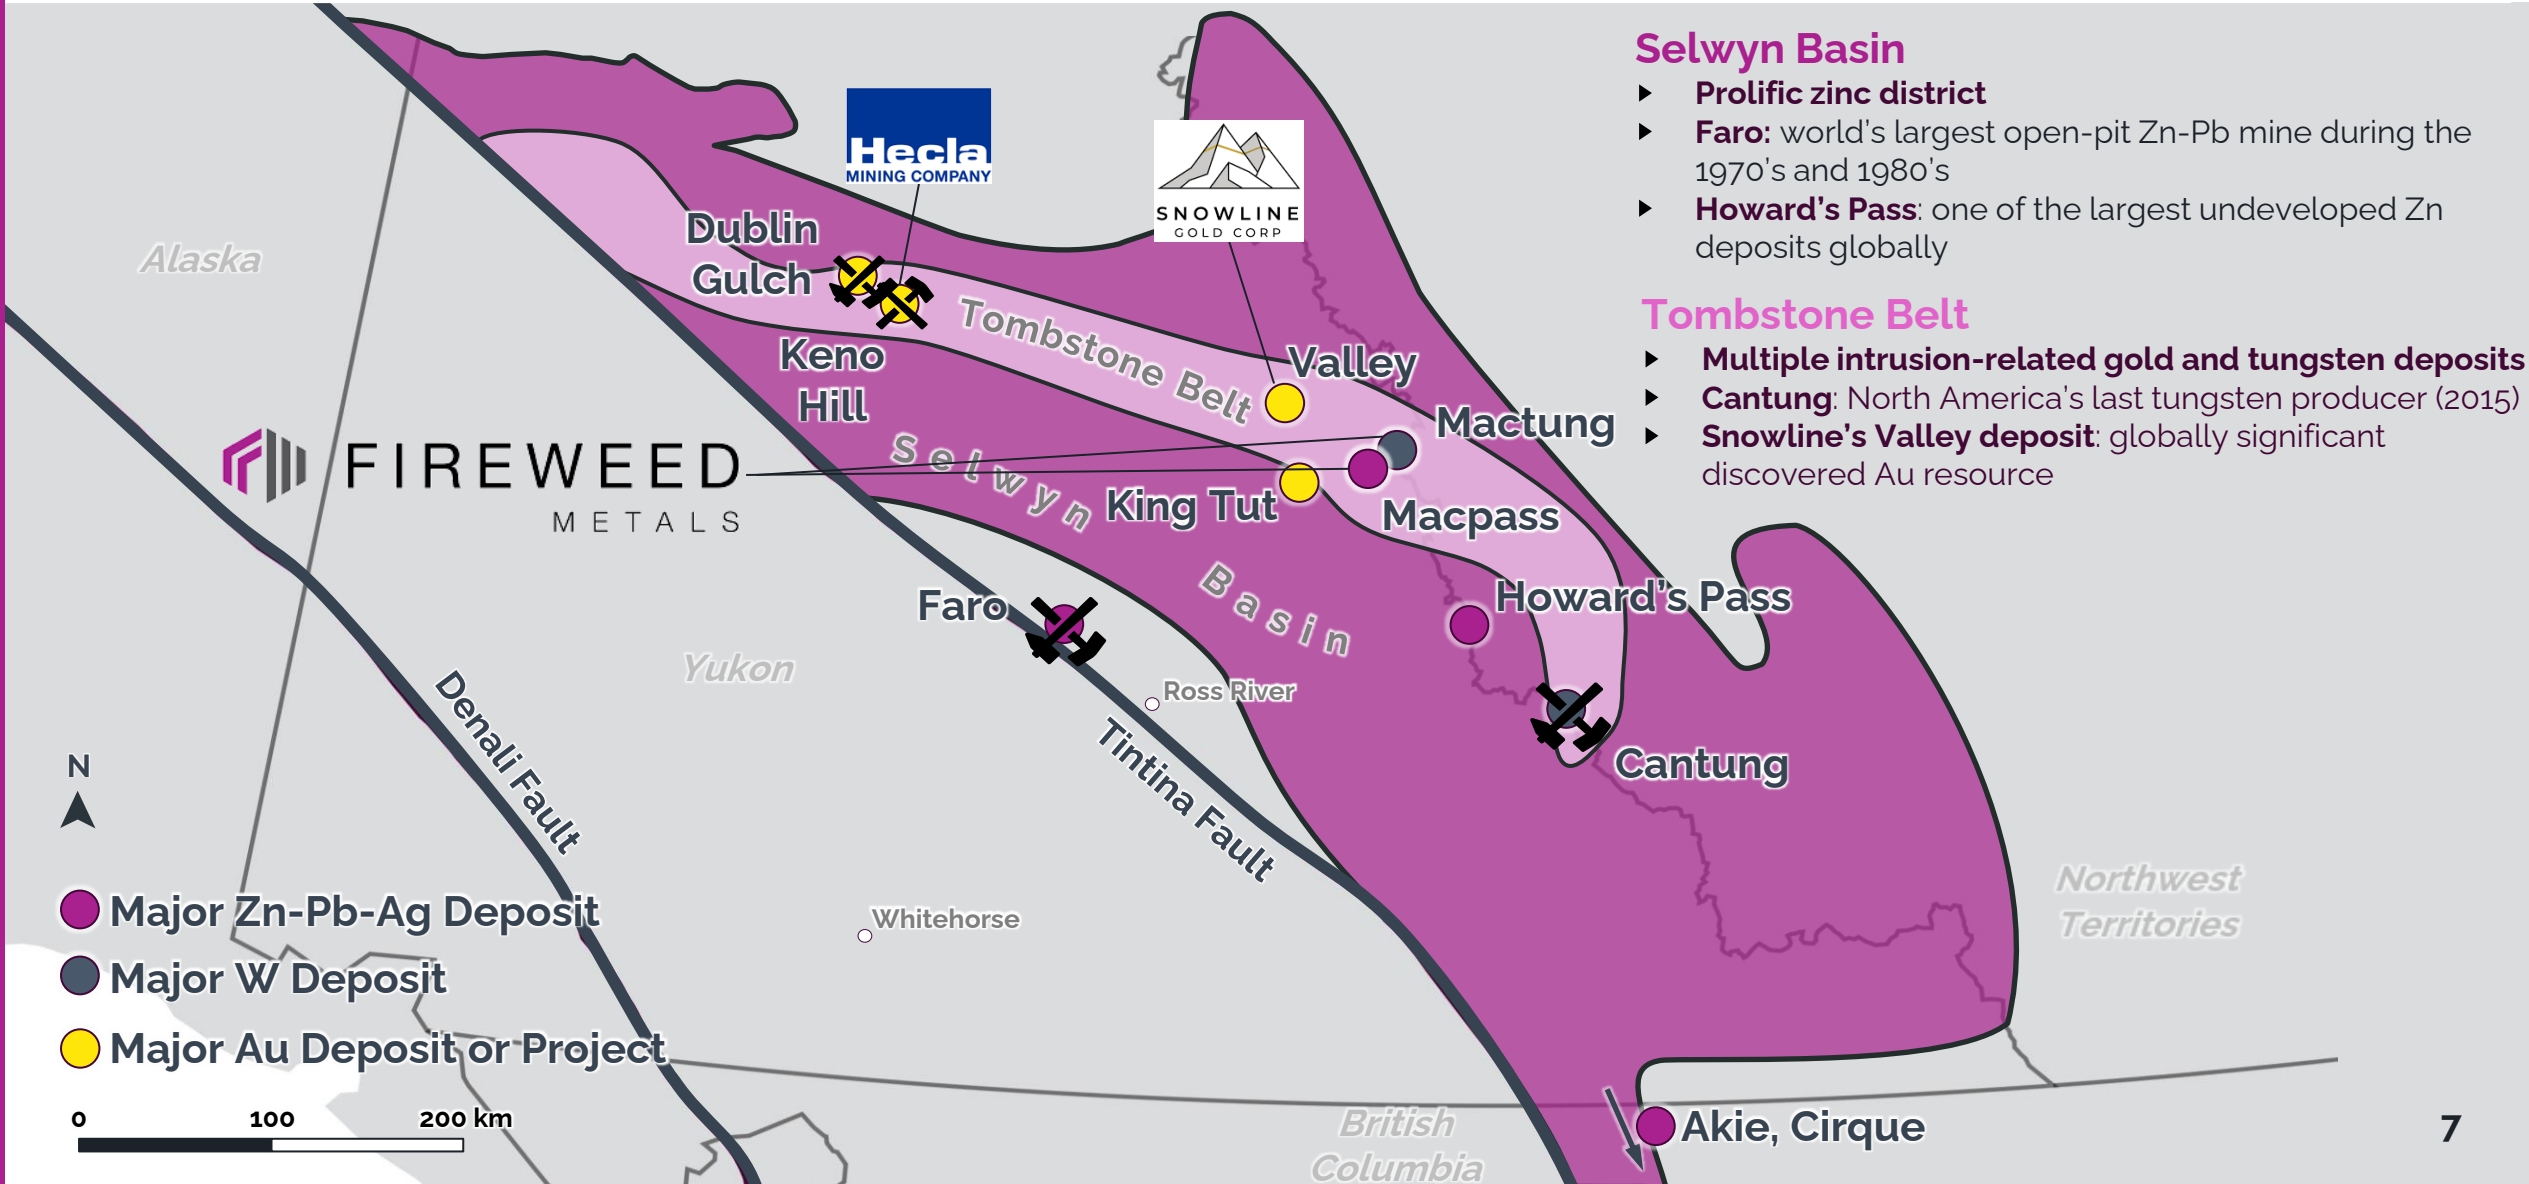 Selwyn Basin
Prolific zinc district
Faro: world's largest open-pit Zn-Pb mine during the
1970's and 1980's
Howard's Pass: one of the largest undeveloped Zn
deposits globally
Tombstone Belt
Multiple intrusion-related gold and tungsten deposits
Cantung: North America's last tungsten producer (2015)
Snowline's Valley deposit: globally significant
discovered Au resource
Hecla
MINING COMPANY
SNOWLINE
GOLD CORP
Alaska
Dublin
Gulch
Keno
Hill
Tombstone Belt
Valley
Mactung
FIREWEED
METALS
Selwyn
Basin
King Tut
Macpass
Faro
Howard's Pass
Yukon
Ross River
Denali Fault
Tintina Fault
Cantung
N
Northwest
Territories
Whitehorse
Major Zn-Pb-Ag Deposit
Major W Deposit
Major Au Deposit or Project
0 100 200 km
British
Columbia
Akie, Cirque
7